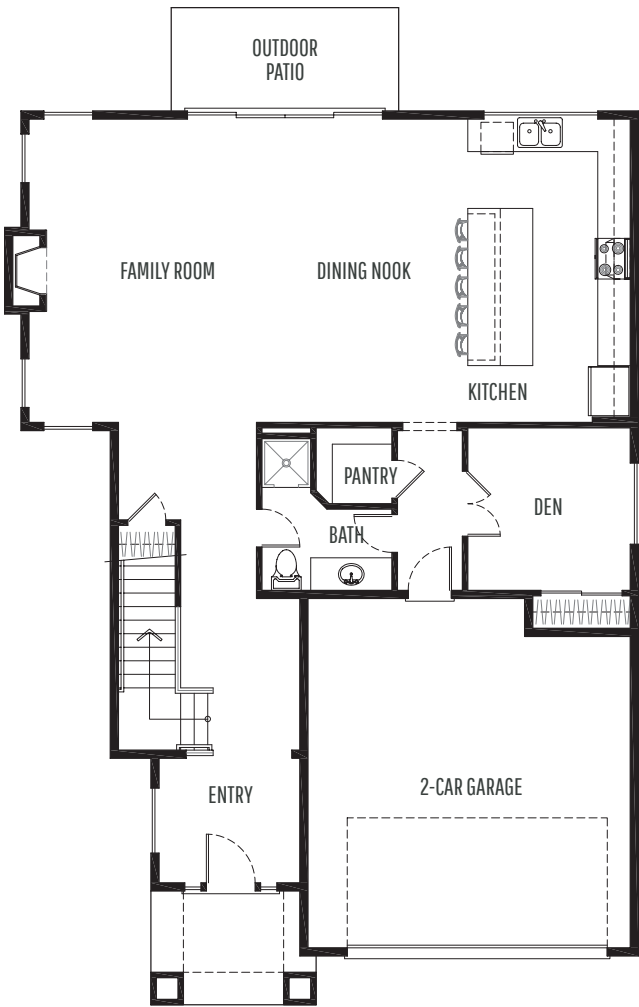 OUTDOOR
PATIO
FAMILY ROOM
DINING NOOK
KITCHEN
PANTRY
DEN
BATH
ENTRY
2-CAR GARAGE